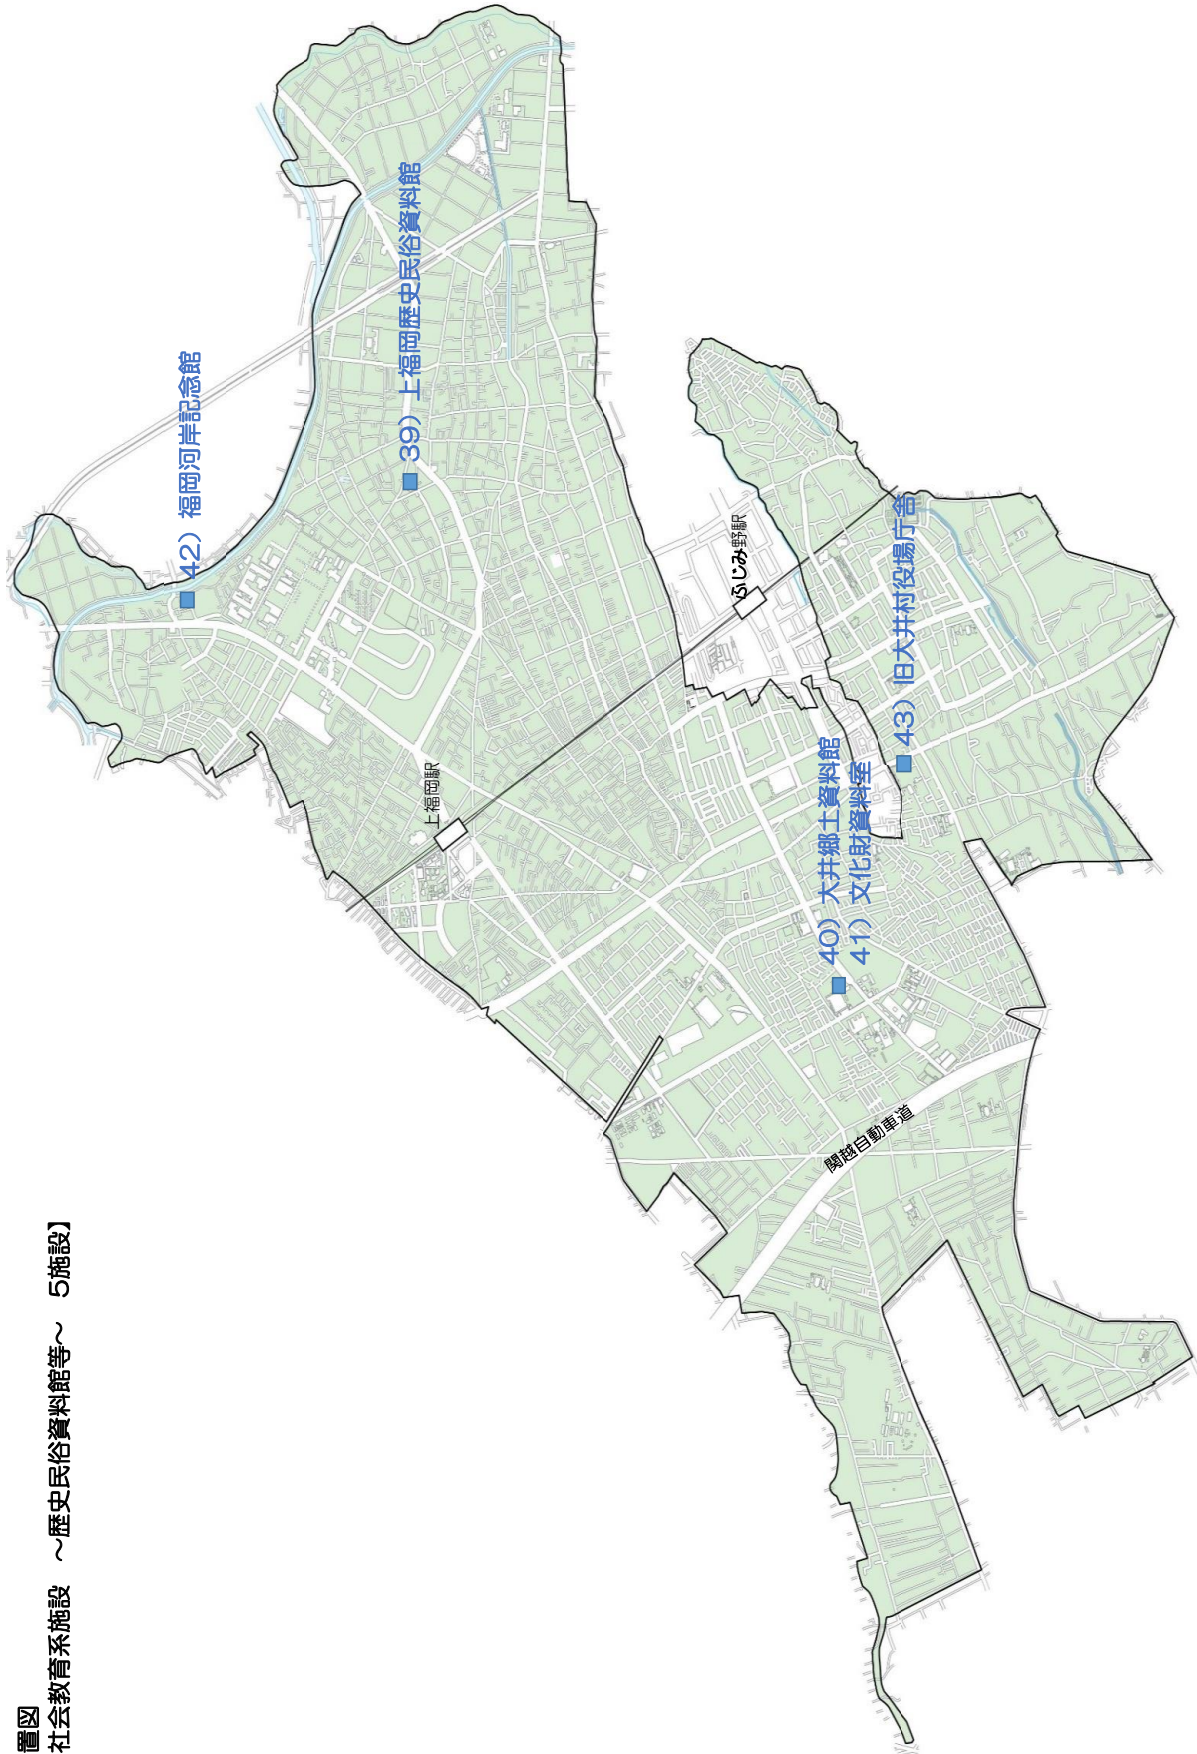 置図
社会教育系施設　～歴史民俗資料館等～　5施設】
42）福岡河岸記念館
39）上福岡歴史民俗資料館
上福岡駅
ふじみ野駅
40）大井郷土資料館
41）文化財資料室
43）旧大井村役場庁舎
関越自動車道